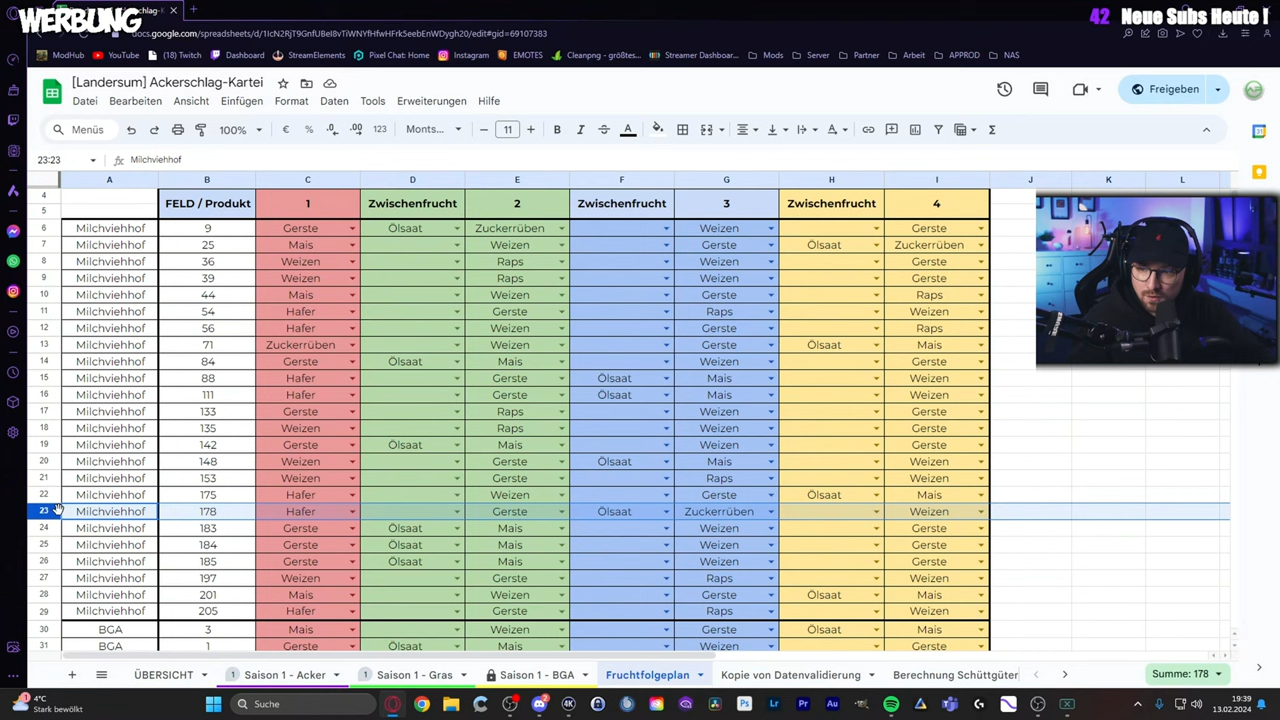 WERBUNG
42 Neue Subs Heute !
docs.google.com/spreadsheets/d/1IcN2RjT9GnfUBeI8vTiWNYfHfwHFrkSeebEnWDygh20/edit#gid=69107383
ModHub YouTube (18) Twitch Dashboard StreamElements Pixel Chat: Home Instagram EMOTES Cleanpng - größtes... Streamer Dashboards Mods Server Partner Arbeit APPROD NAS
[Landersum] Ackerschlag-Kartei
Datei Bearbeiten Ansicht Einfügen Format Daten Tools Erweiterungen Hilfe
Freigeben
Menüs 100% € % .0 .00 123 Monts... 11 B I S A
23:23 fx Milchviehhof
A B C D E F G H I J K L
4
5 FELD / Produkt 1 Zwischenfrucht 2 Zwischenfrucht 3 Zwischenfrucht 4
6 Milchviehhof 9 Gerste Ölsaat Zuckerrüben Weizen Gerste
7 Milchviehhof 25 Mais Weizen Gerste Ölsaat Zuckerrüben
8 Milchviehhof 36 Weizen Raps Weizen Gerste
9 Milchviehhof 39 Weizen Raps Weizen Gerste
10 Milchviehhof 44 Mais Weizen Gerste Raps
11 Milchviehhof 54 Hafer Gerste Raps Weizen
12 Milchviehhof 56 Hafer Weizen Gerste Raps
13 Milchviehhof 71 Zuckerrüben Weizen Gerste Ölsaat Mais
14 Milchviehhof 84 Gerste Ölsaat Mais Weizen Gerste
15 Milchviehhof 88 Hafer Gerste Ölsaat Mais Weizen
16 Milchviehhof 111 Hafer Gerste Ölsaat Mais Weizen
17 Milchviehhof 133 Gerste Raps Weizen Gerste
18 Milchviehhof 135 Weizen Raps Weizen Gerste
19 Milchviehhof 142 Gerste Ölsaat Mais Weizen Gerste
20 Milchviehhof 148 Weizen Gerste Ölsaat Mais Weizen
21 Milchviehhof 153 Weizen Gerste Raps Weizen
22 Milchviehhof 175 Hafer Weizen Gerste Ölsaat Mais
23 Milchviehhof 178 Hafer Gerste Ölsaat Zuckerrüben Weizen
24 Milchviehhof 183 Gerste Ölsaat Mais Weizen Gerste
25 Milchviehhof 184 Gerste Ölsaat Mais Weizen Gerste
26 Milchviehhof 185 Gerste Ölsaat Mais Weizen Gerste
27 Milchviehhof 197 Weizen Gerste Raps Weizen
28 Milchviehhof 201 Mais Weizen Gerste Ölsaat Mais
29 Milchviehhof 205 Hafer Gerste Raps Weizen
30 BGA 3 Mais Weizen Gerste Ölsaat Mais
31 BGA 1 Gerste Ölsaat Mais Weizen Gerste
ÜBERSICHT 1 Saison 1 - Acker 1 Saison 1 - Gras Saison 1 - BGA Fruchtfolgeplan Kopie von Datenvalidierung Berechnung Schüttgüter Summe: 178
4°C
Stark bewölkt
Suche
19:39
13.02.2024